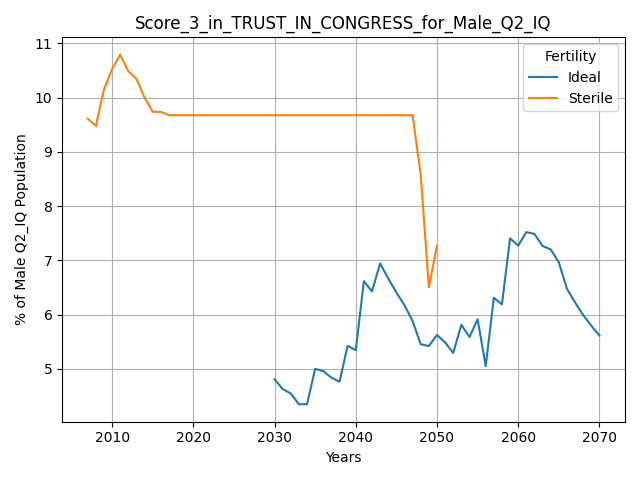 Score_3_in_TRUST_IN_CONGRESS_for_Male_Q2_IQ
Fertility
Ideal
Sterile
% of Male Q2_IQ Population
11
10
9
8
7
6
5
2010 2020 2030 2040 2050 2060 2070
Years